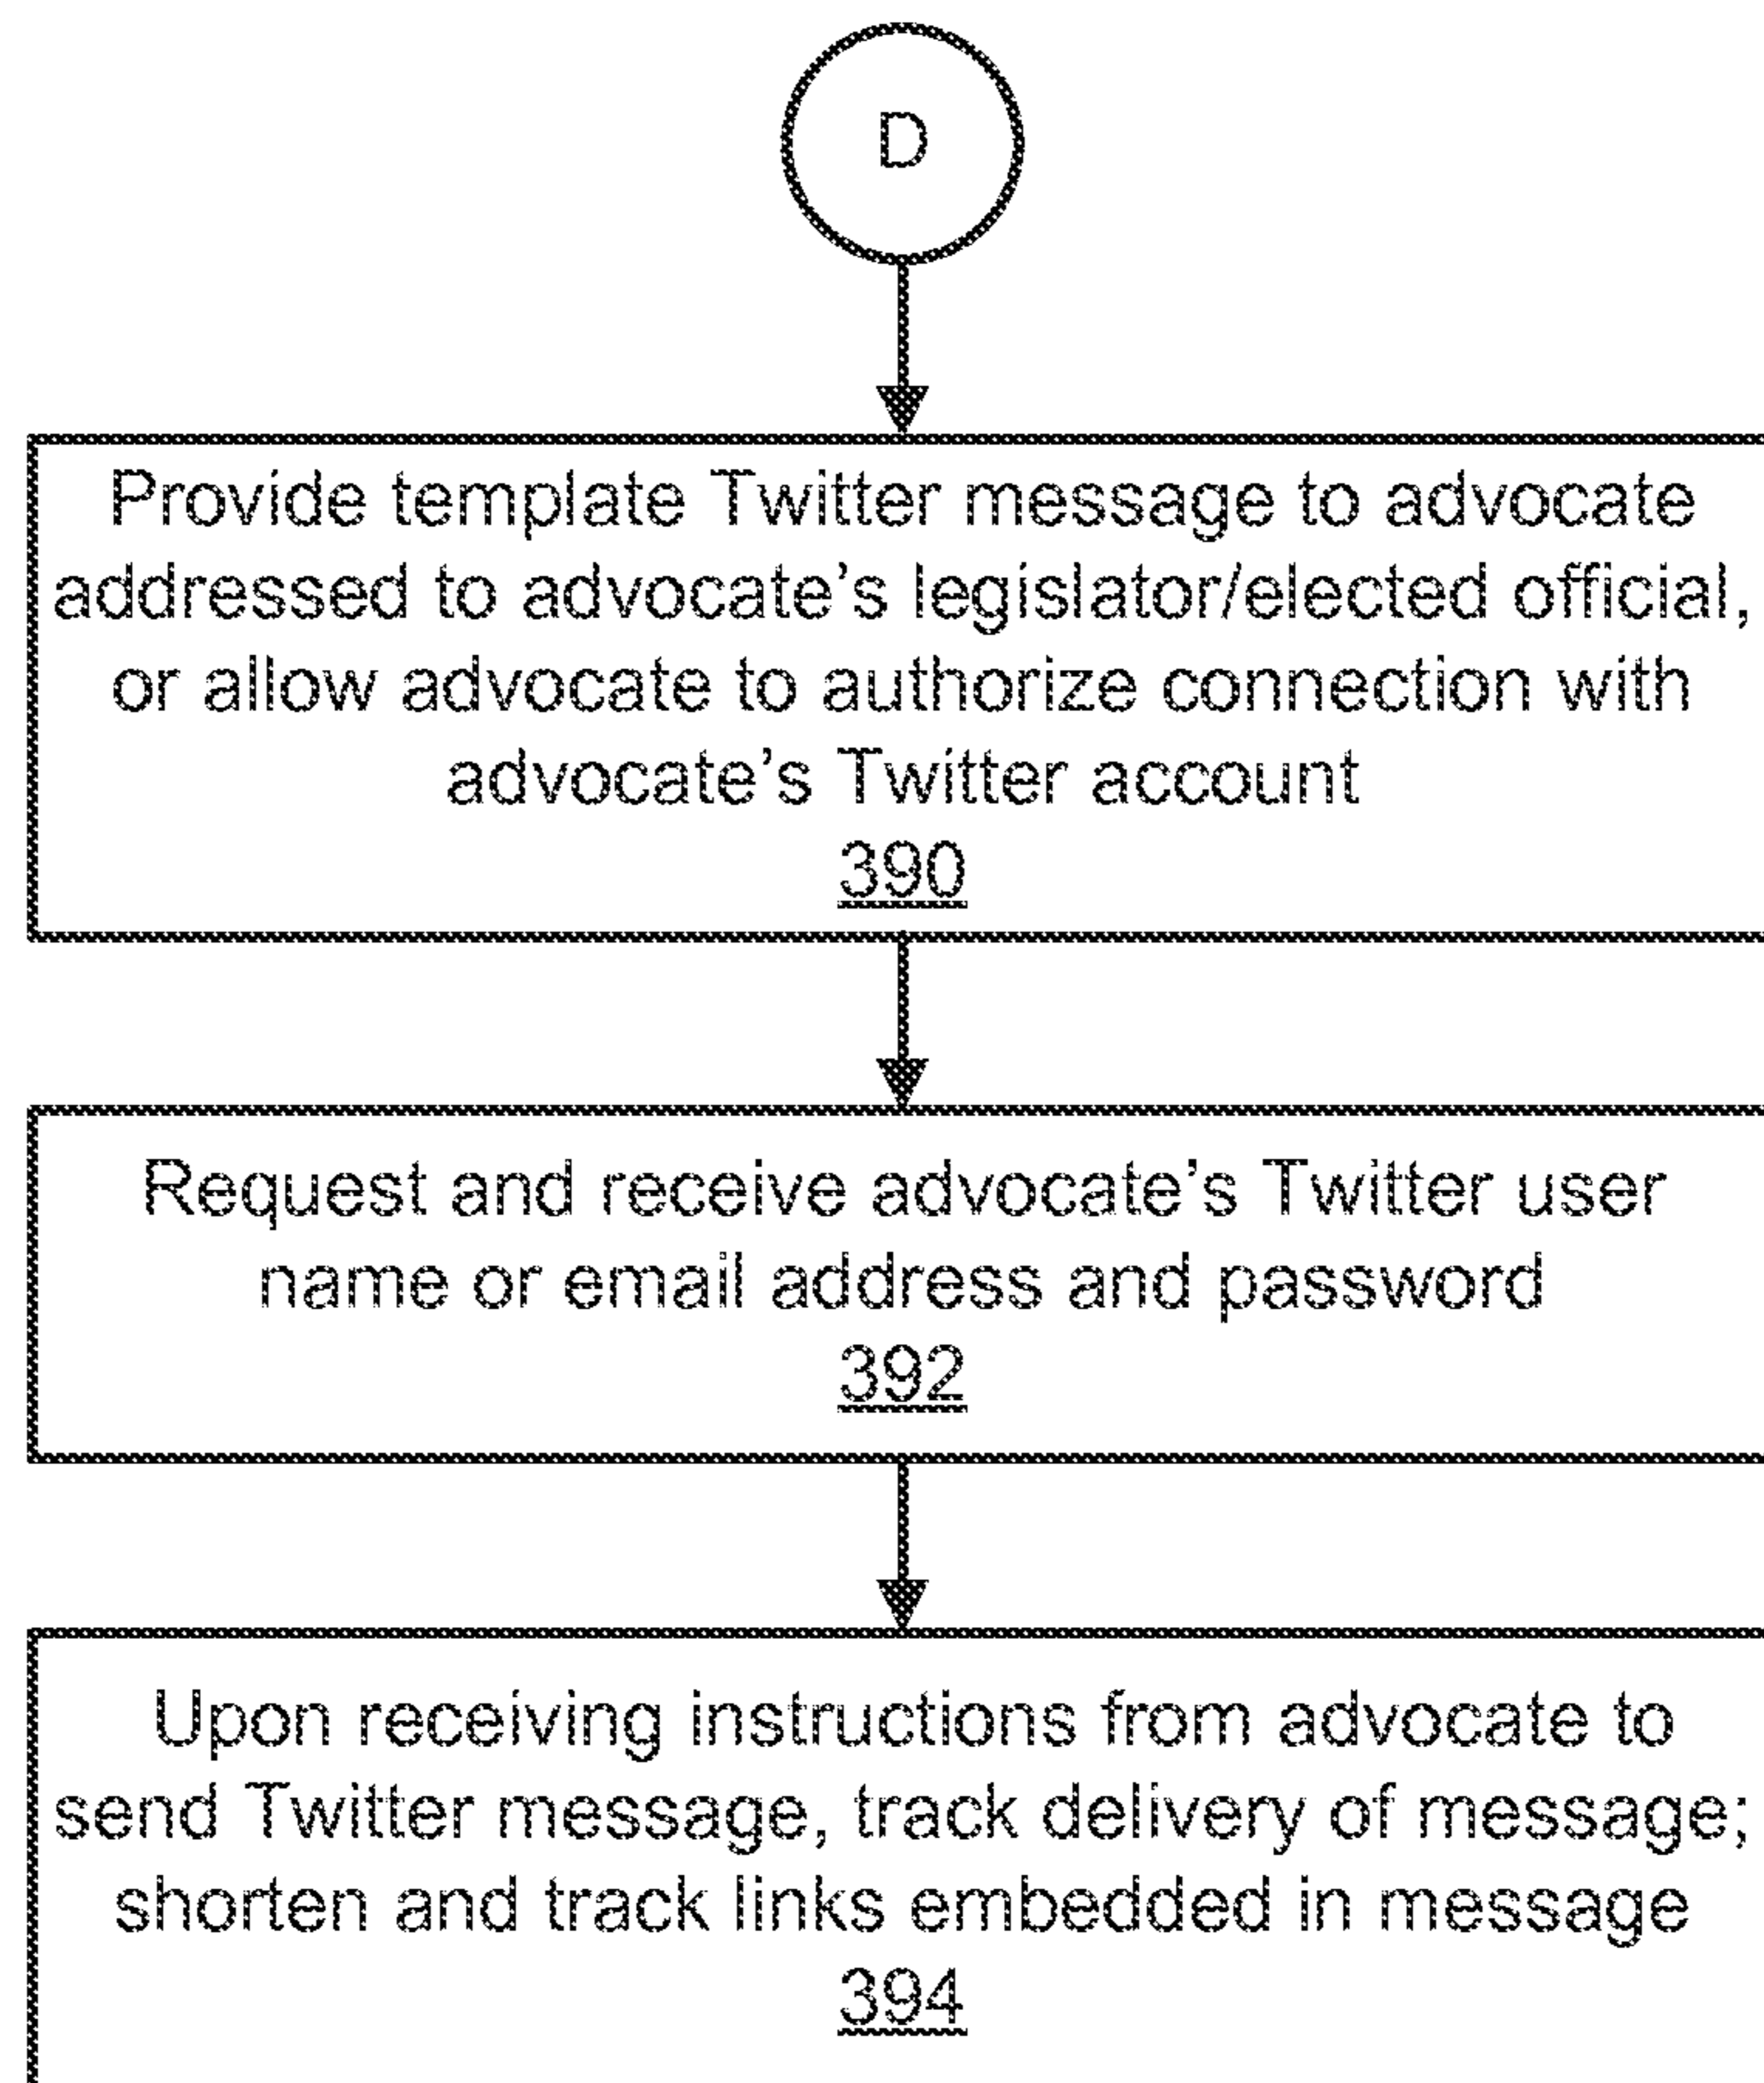 D
Provide template Twitter message to advocate
addressed to advocate's legislator/elected official,
or allow advocate to authorize connection with
advocate's Twitter account
390
Request and receive advocate's Twitter user
name or email address and password
392
Upon receiving instructions from advocate to
send Twitter message, track delivery of message;
shorten and track links embedded in message
394